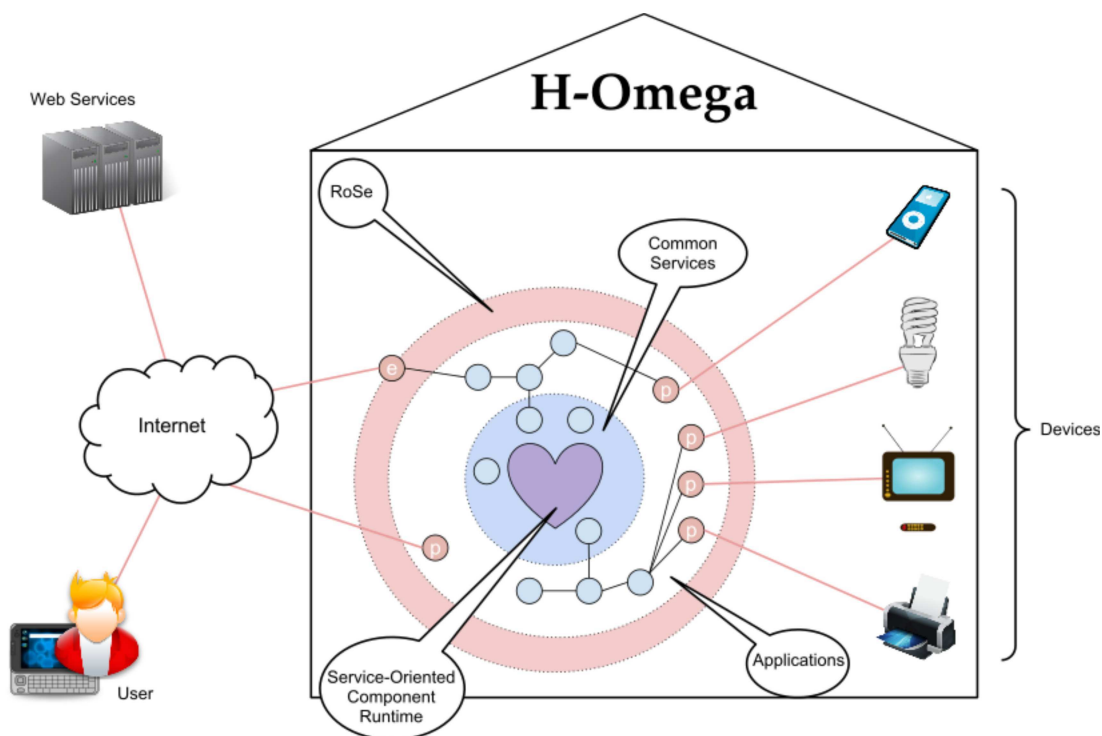 H-Omega
Web Services
RoSe
Common
Services
e
p
p
p
p
p
Internet
Devices
User
Service-Oriented
Component
Runtime
Applications